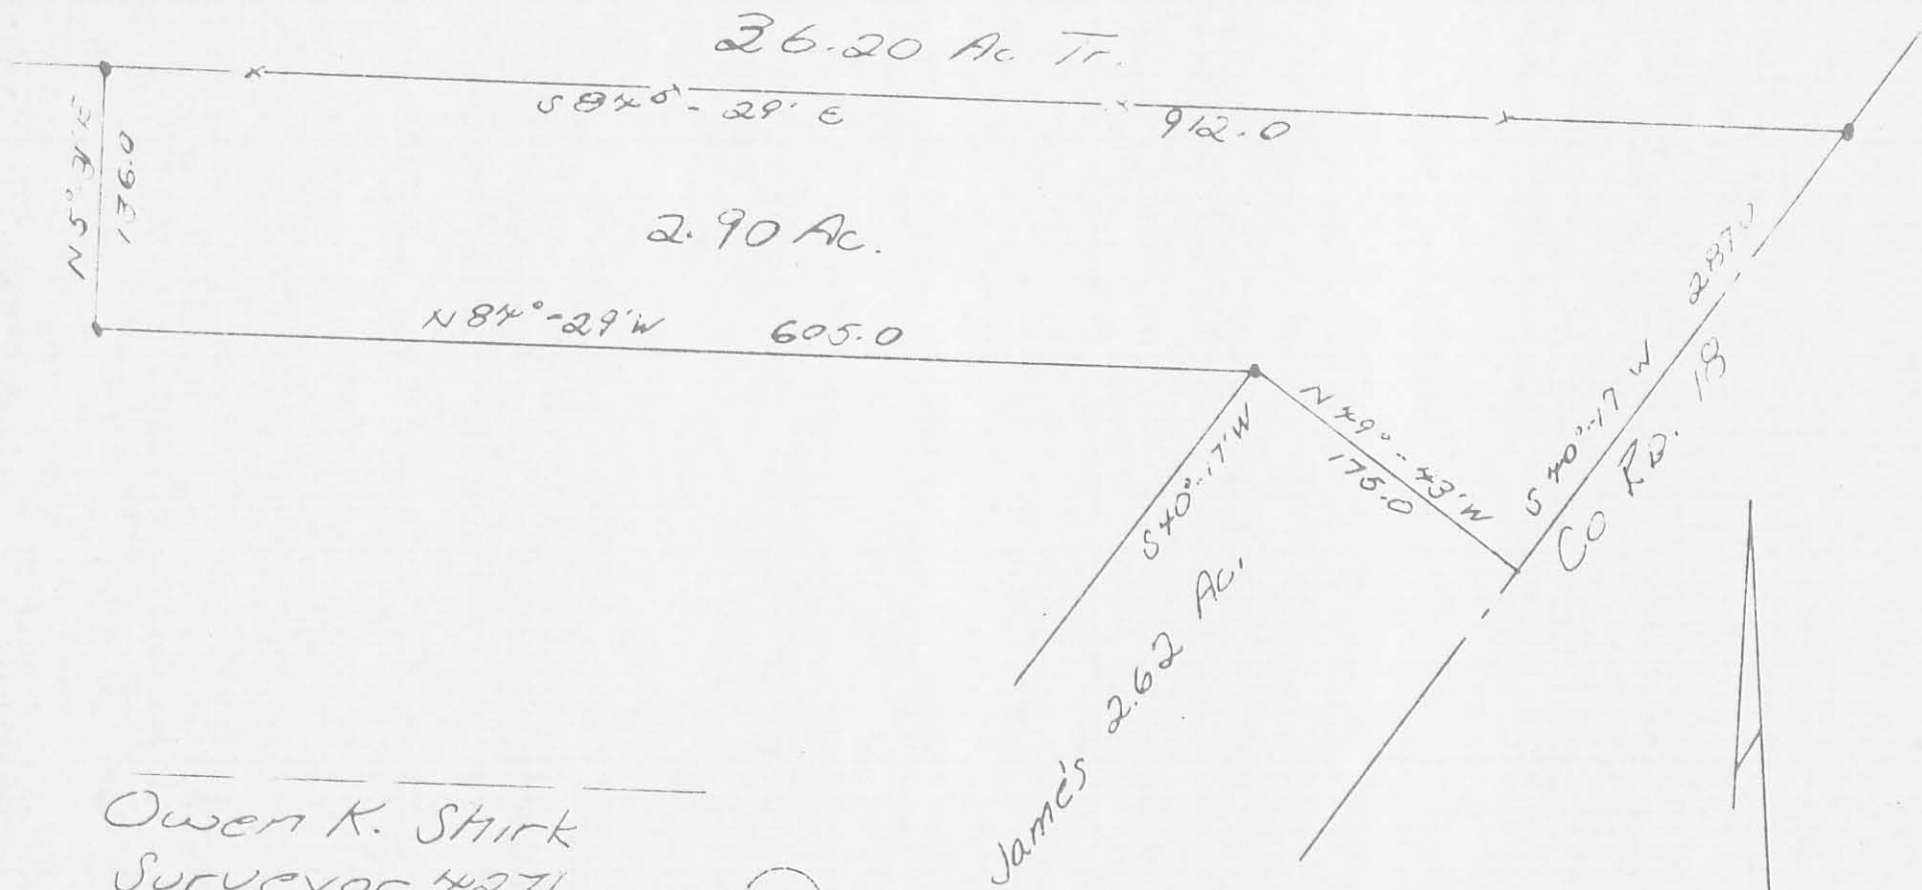 26.20 Ac. Tr.
S 84° - 29' E
912.0
N 5° 31' E
136.0
2.90 Ac.
N 84° - 29' W 605.0
287.0
S 40° - 17' W
Co Rd. 18
N 49° - 43' W
175.0
S 40° - 17' W
James 2.62 Ac.
Owen K. Shirk
Surveyor 4271